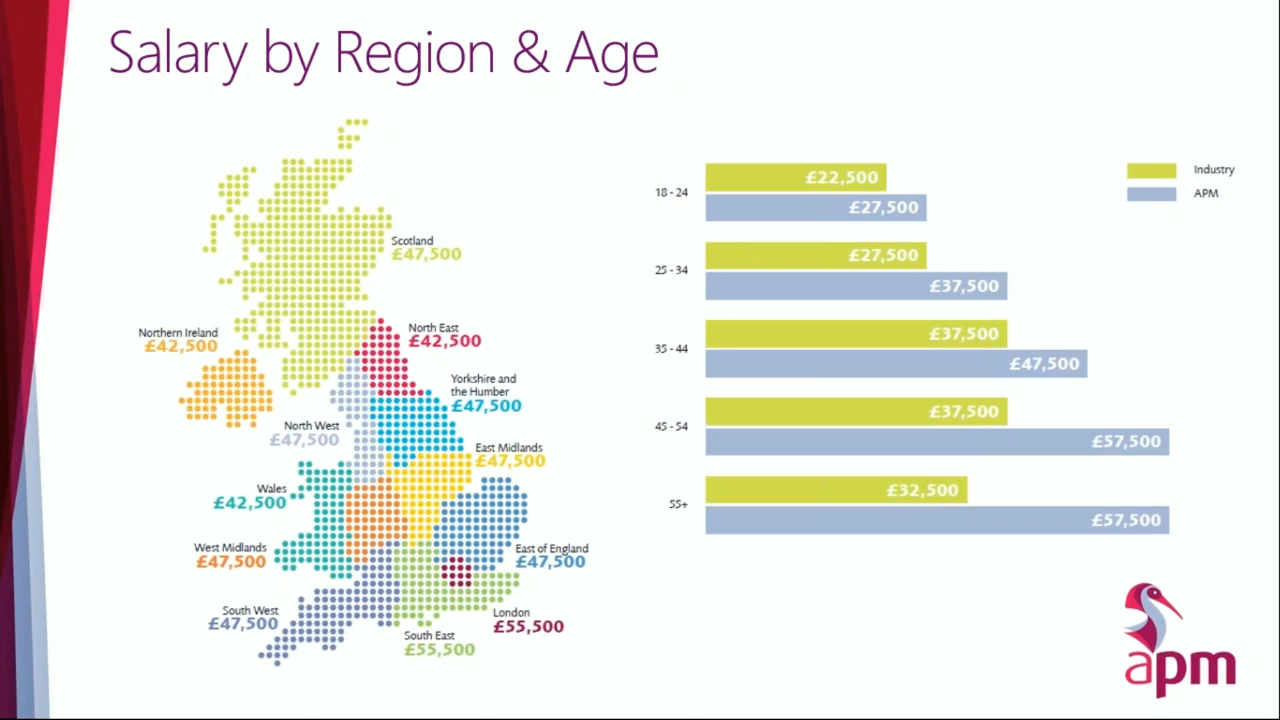 Salary by Region & Age
Scotland
£47,500
North East
£42,500
Northern Ireland
£42,500
Yorkshire and
the Humber
£47,500
North West
£47,500
East Midlands
£47,500
Wales
£42,500
West Midlands
£47,500
East of England
£47,500
South West
£47,500
London
£55,500
South East
£55,500
18 - 24
£22,500
£27,500
25 - 34
£27,500
£37,500
35 - 44
£37,500
£47,500
45 - 54
£37,500
£57,500
55+
£32,500
£57,500
Industry
APM
apm